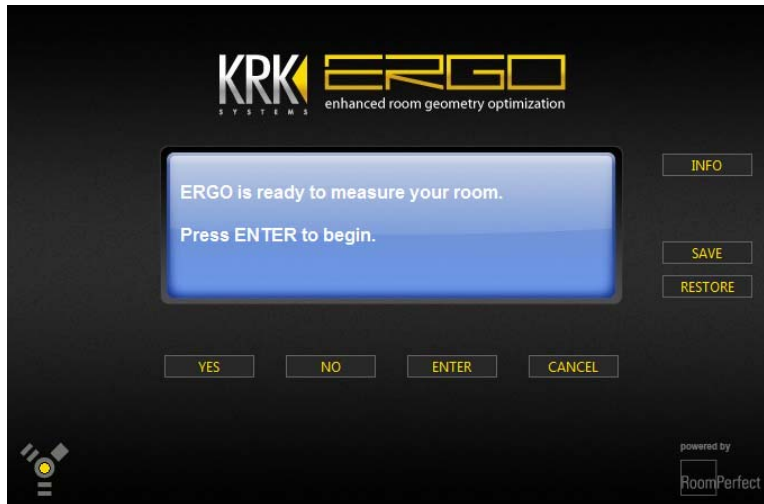 KRK ERGO
SYSTEMS
enhanced room geometry optimization
INFO
ERGO is ready to measure your room.
Press ENTER to begin.
SAVE
RESTORE
YES NO ENTER CANCEL
powered by
RoomPerfect